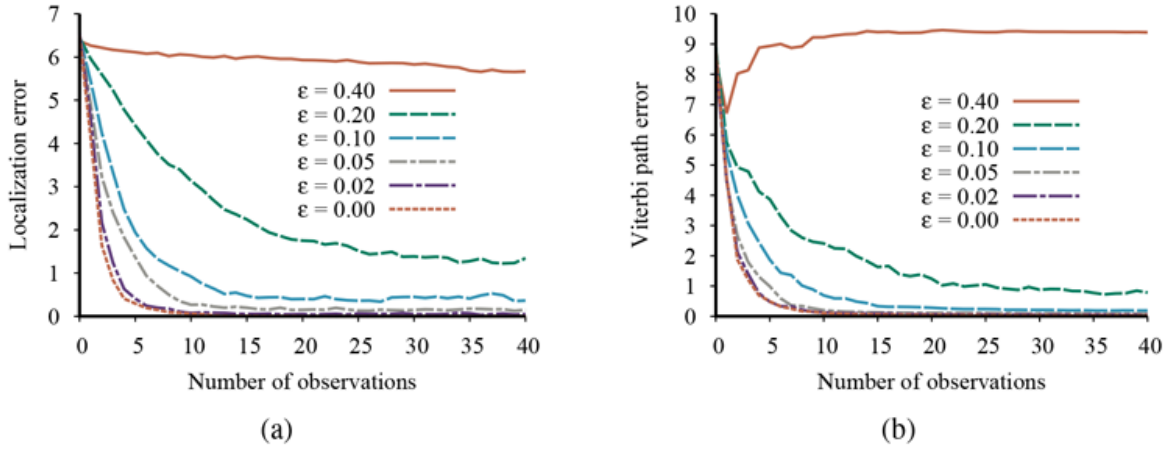 7
6
5
4
3
2
1
0
Localization error
ε = 0.40
ε = 0.20
ε = 0.10
ε = 0.05
ε = 0.02
ε = 0.00
0 5 10 15 20 25 30 35 40
Number of observations
(a)
10
9
8
7
6
5
4
3
2
1
0
Viterbi path error
ε = 0.40
ε = 0.20
ε = 0.10
ε = 0.05
ε = 0.02
ε = 0.00
0 5 10 15 20 25 30 35 40
Number of observations
(b)